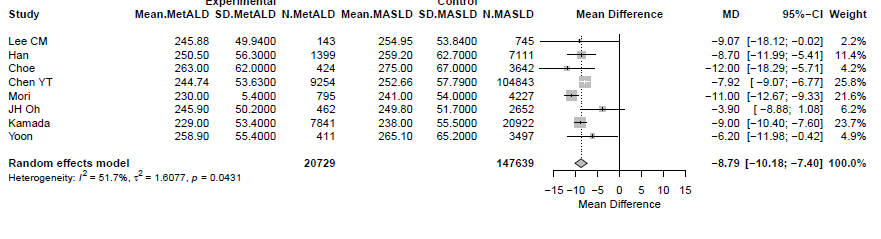 Experimental Control
Study Mean.MetALD SD.MetALD N.MetALD Mean.MASLD SD.MASLD N.MASLD Mean Difference MD 95%−CI Weight
Lee CM 245.88 49.9400 143 254.95 53.8400 745 −9.07 [−18.12; −0.02] 2.2%
Han 250.50 56.3000 1399 259.20 62.7000 7111 −8.70 [−11.99; −5.41] 11.4%
Choe 263.00 62.0000 424 275.00 67.0000 3642 −12.00 [−18.29; −5.71] 4.2%
Chen YT 244.74 53.6300 9254 252.66 57.7900 104843 −7.92 [ −9.07; −6.77] 25.8%
Mori 230.00 5.4000 795 241.00 54.0000 4227 −11.00 [−12.67; −9.33] 21.1%
JH Oh 245.90 50.2000 462 249.80 51.7000 2652 −3.90 [ −8.88; 1.08] 6.2%
Kamada 229.00 53.4000 7841 238.00 55.5000 20922 −9.00 [−10.40; −7.60] 23.7%
Yoon 258.90 55.4000 411 265.10 65.2000 3497 −6.20 [−11.98; −0.42] 4.9%
Random effects model 20729 147639 −8.79 [−10.18; −7.40] 100.0%
Heterogeneity: I² = 51.7%, τ² = 1.6077, p = 0.0431
−15 −10 −5 0 5 10 15
Mean Difference